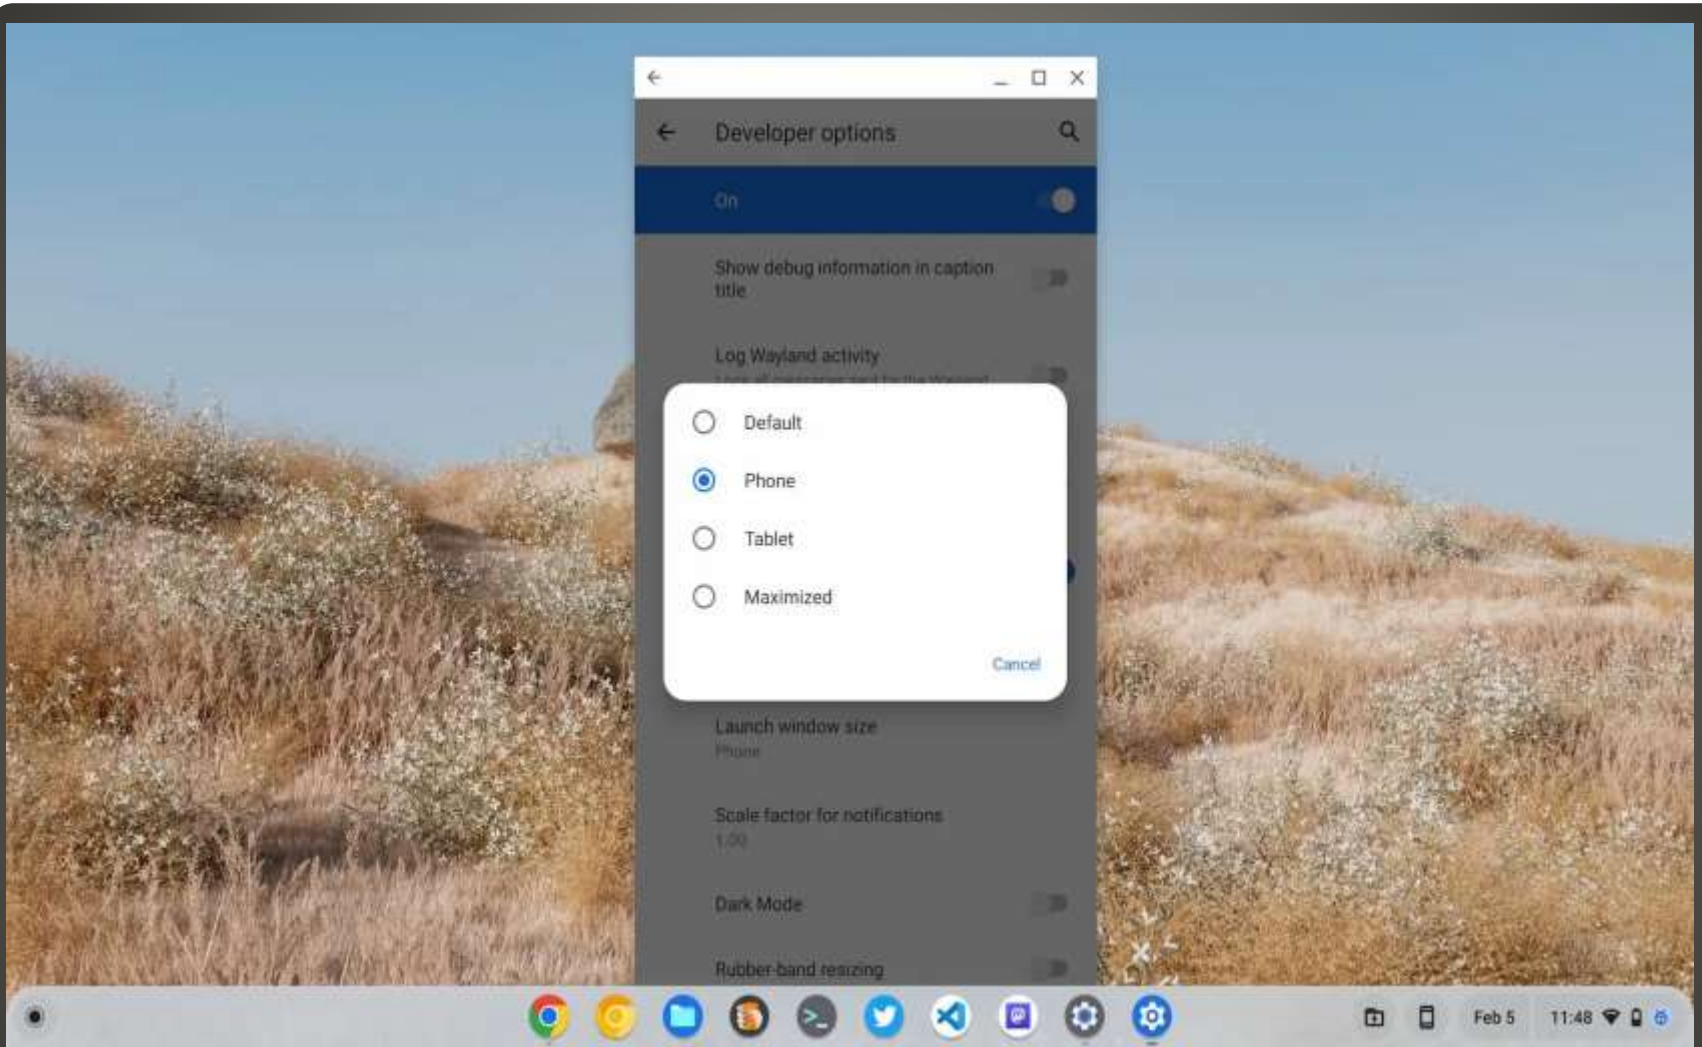 Developer options
On
Show debug information in caption
title
Log Wayland activity
Default
Phone
Tablet
Maximized
Cancel
Launch window size
Phone
Scale factor for notifications
1.00
Dark Mode
Rubber-band resizing
Feb 5
11:48